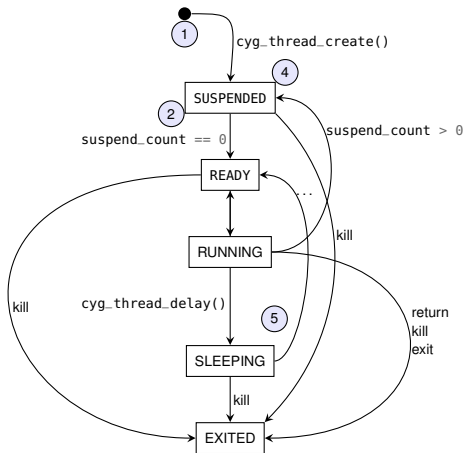 1
cyg_thread_create()
4
SUSPENDED
2
suspend_count > 0
suspend_count == 0
READY
...
kill
RUNNING
kill
cyg_thread_delay()
5
return
kill
exit
SLEEPING
kill
EXITED